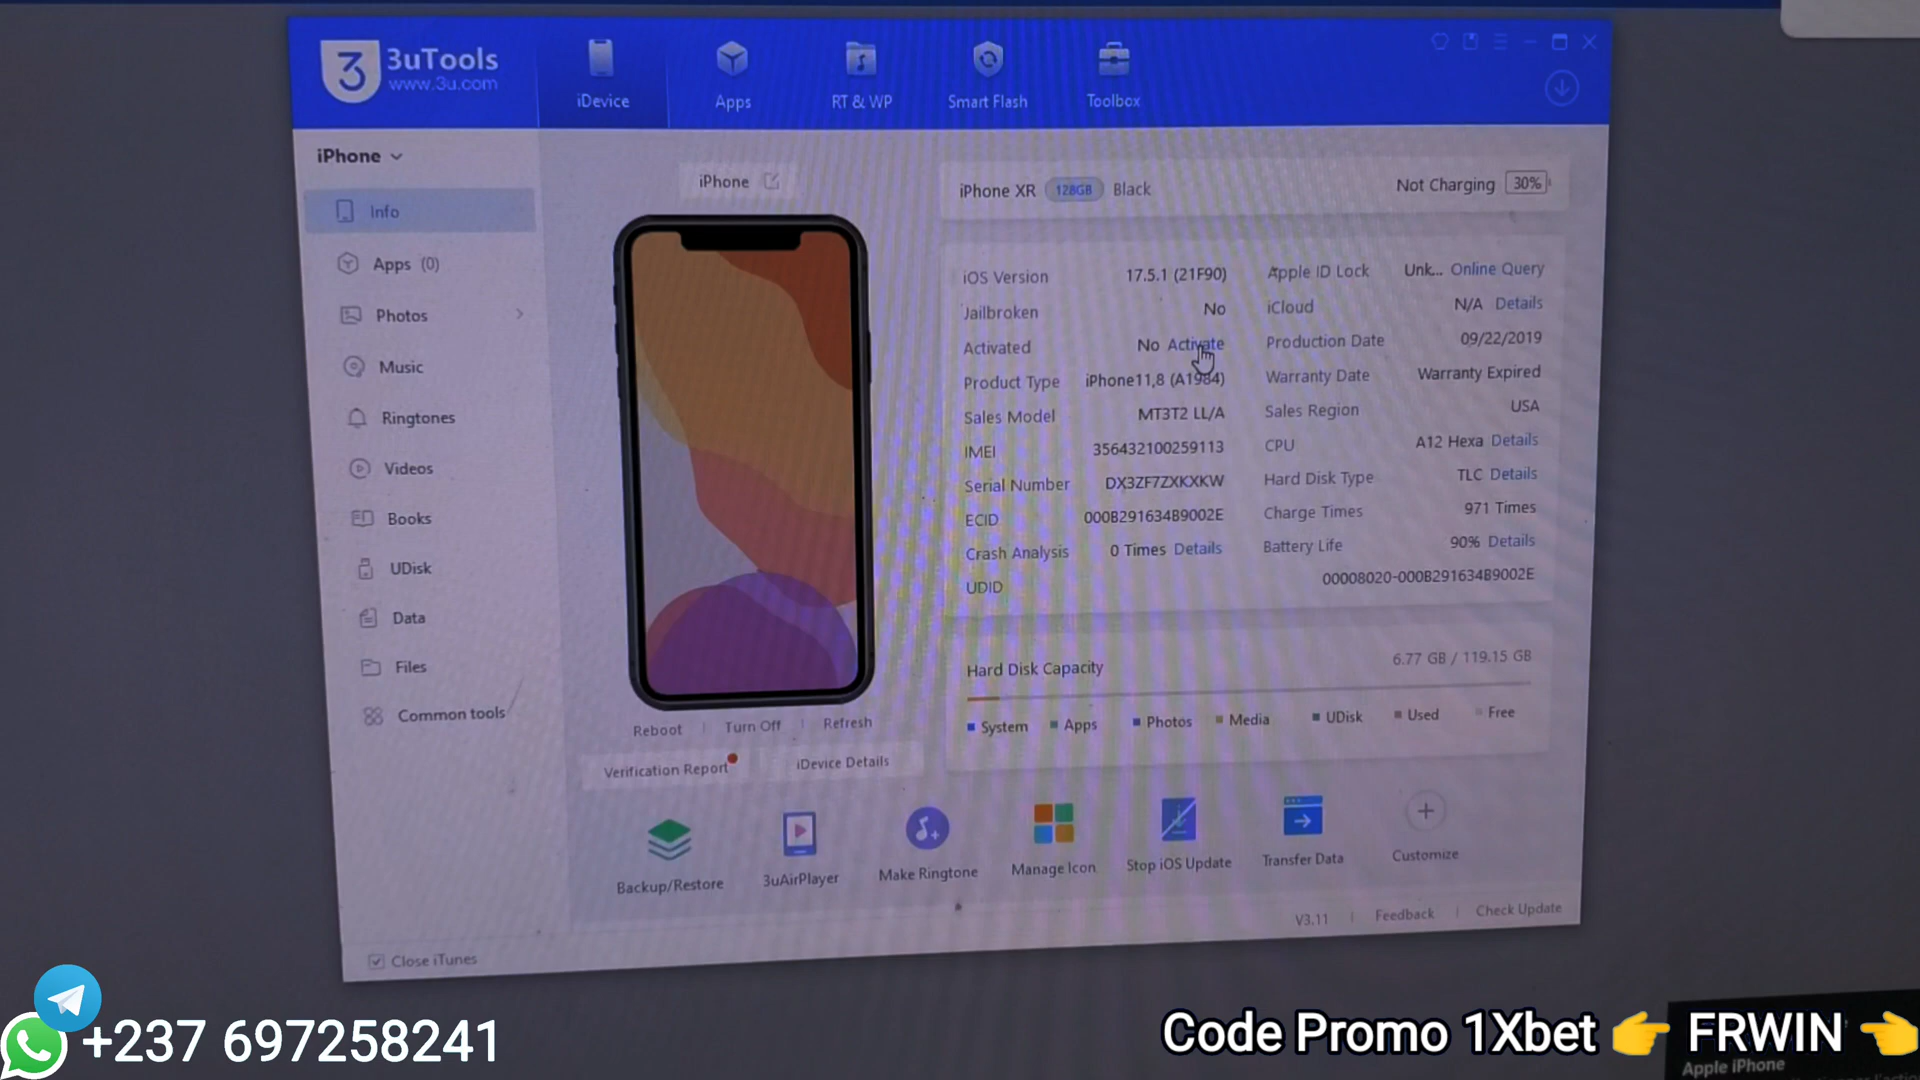 3 3uTools
www.3u.com
iDevice
Apps
RT & WP
Smart Flash
Toolbox
iPhone
Info
Apps (0)
Photos
Music
Ringtones
Videos
Books
UDisk
Data
Files
Common tools
Close iTunes
iPhone
Reboot Turn Off Refresh
Verification Report iDevice Details
iPhone XR 128GB Black Not Charging 30%
iOS Version 17.5.1 (21F90) Apple ID Lock Unk... Online Query
Jailbroken No iCloud N/A Details
Activated No Activate Production Date 09/22/2019
Product Type iPhone11,8 (A1984) Warranty Date Warranty Expired
Sales Model MT3T2 LL/A Sales Region USA
IMEI 356432100259113 CPU A12 Hexa Details
Serial Number DX3ZF7ZXKXKW Hard Disk Type TLC Details
ECID 000B291634B9002E Charge Times 971 Times
Crash Analysis 0 Times Details Battery Life 90% Details
UDID 00008020-000B291634B9002E
Hard Disk Capacity 6.77 GB / 119.15 GB
System Apps Photos Media UDisk Used Free
Backup/Restore 3uAirPlayer Make Ringtone Manage Icon Stop iOS Update Transfer Data Customize
V3.11 Feedback Check Update
+237 697258241
Code Promo 1Xbet 👉 FRWIN 👈
Apple iPhone